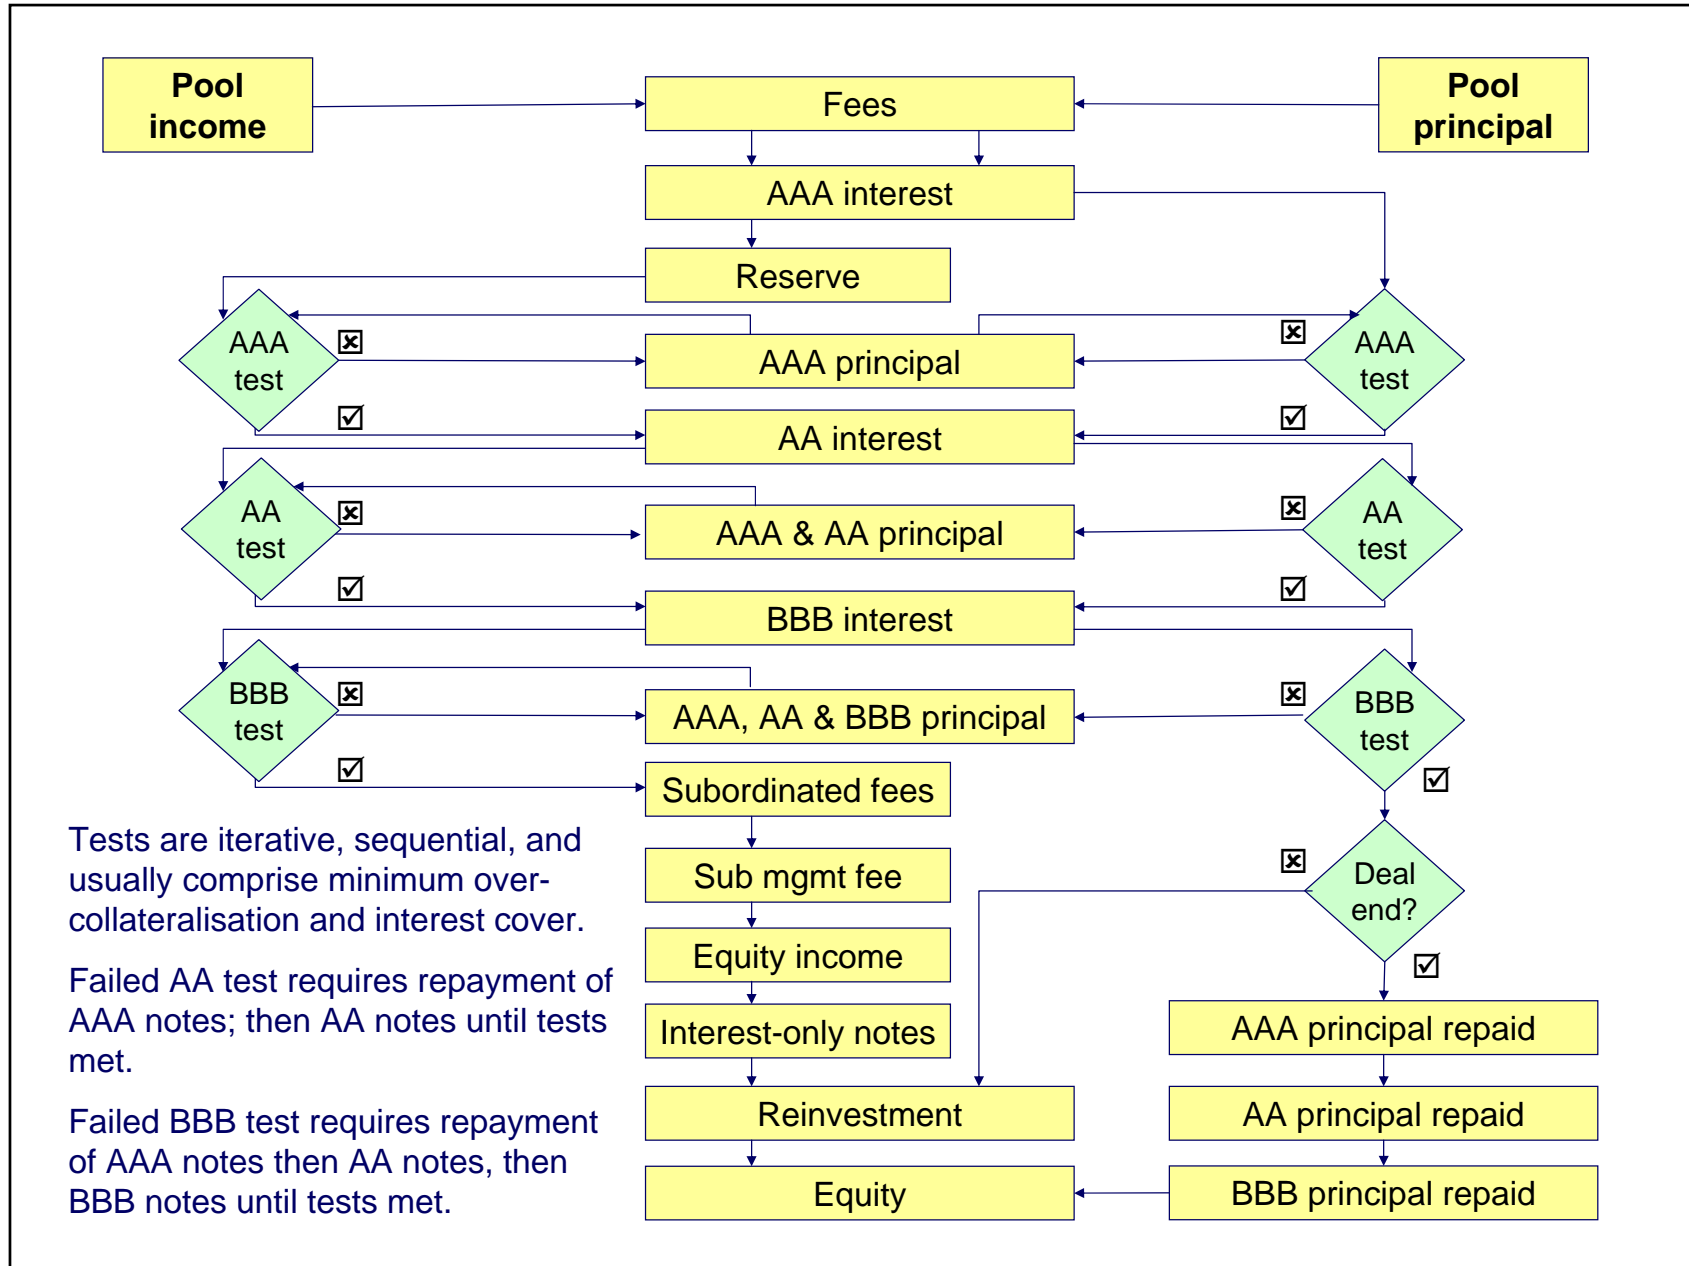 Pool
income
Fees
Pool
principal
AAA interest
Reserve
AAA
test
AAA principal
AAA
test
AA interest
AA
test
AAA & AA principal
AA
test
BBB interest
BBB
test
AAA, AA & BBB principal
BBB
test
Subordinated fees
Sub mgmt fee
Equity income
Interest-only notes
Reinvestment
Equity
Deal
end?
AAA principal repaid
AA principal repaid
BBB principal repaid
Tests are iterative, sequential, and
usually comprise minimum over-
collateralisation and interest cover.
Failed AA test requires repayment of
AAA notes; then AA notes until tests
met.
Failed BBB test requires repayment
of AAA notes then AA notes, then
BBB notes until tests met.